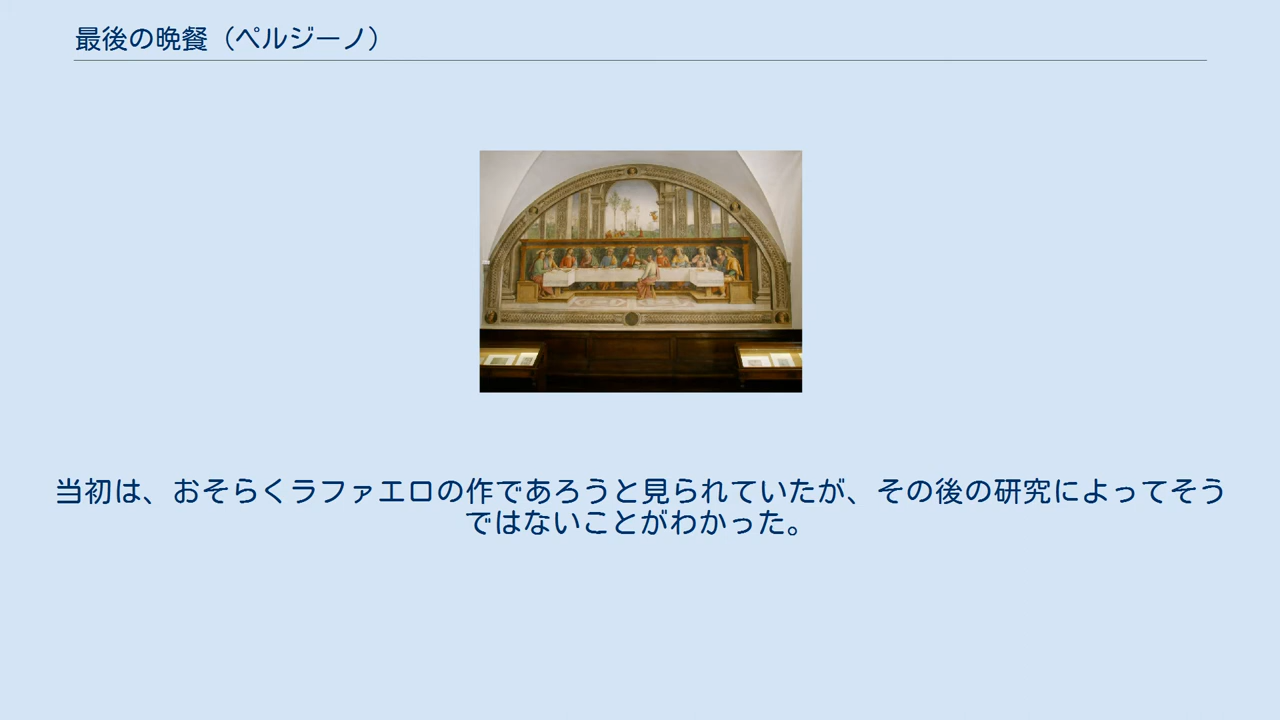 最後の晩餐（ペルジーノ）
当初は、おそらくラファエロの作であろうと見られていたが、その後の研究によってそう
ではないことがわかった。